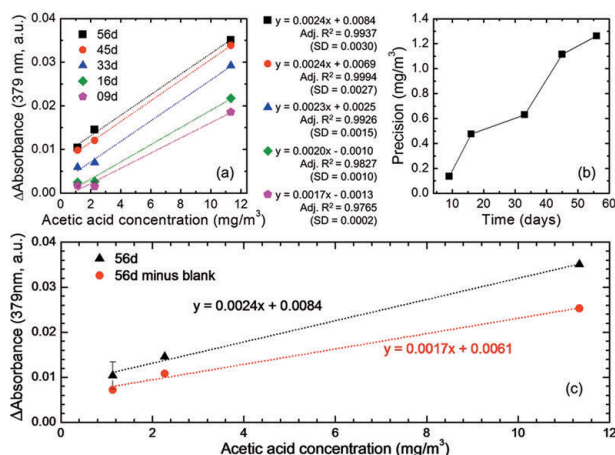 ΔAbsorbance (379 nm, a.u.)
0.04
0.03
0.02
0.01
0.00
56d
45d
33d
16d
09d
(a)
0 2 4 6 8 10 12
Acetic acid concentration (mg/m³)
y = 0.0024x + 0.0084
Adj. R² = 0.9937
(SD = 0.0030)
y = 0.0024x + 0.0069
Adj. R² = 0.9994
(SD = 0.0027)
y = 0.0023x + 0.0025
Adj. R² = 0.9926
(SD = 0.0015)
y = 0.0020x - 0.0010
Adj. R² = 0.9827
(SD = 0.0010)
y = 0.0017x - 0.0013
Adj. R² = 0.9765
(SD = 0.0002)
Precision (mg/m³)
1.4
1.2
1.0
0.8
0.6
0.4
0.2
0.0
(b)
0 10 20 30 40 50
Time (days)
ΔAbsorbance (379nm, a.u.)
0.04
0.03
0.02
0.01
0.00
56d
56d minus blank
y = 0.0024x + 0.0084
y = 0.0017x + 0.0061
(c)
0 2 4 6 8 10 12
Acetic acid concentration (mg/m³)